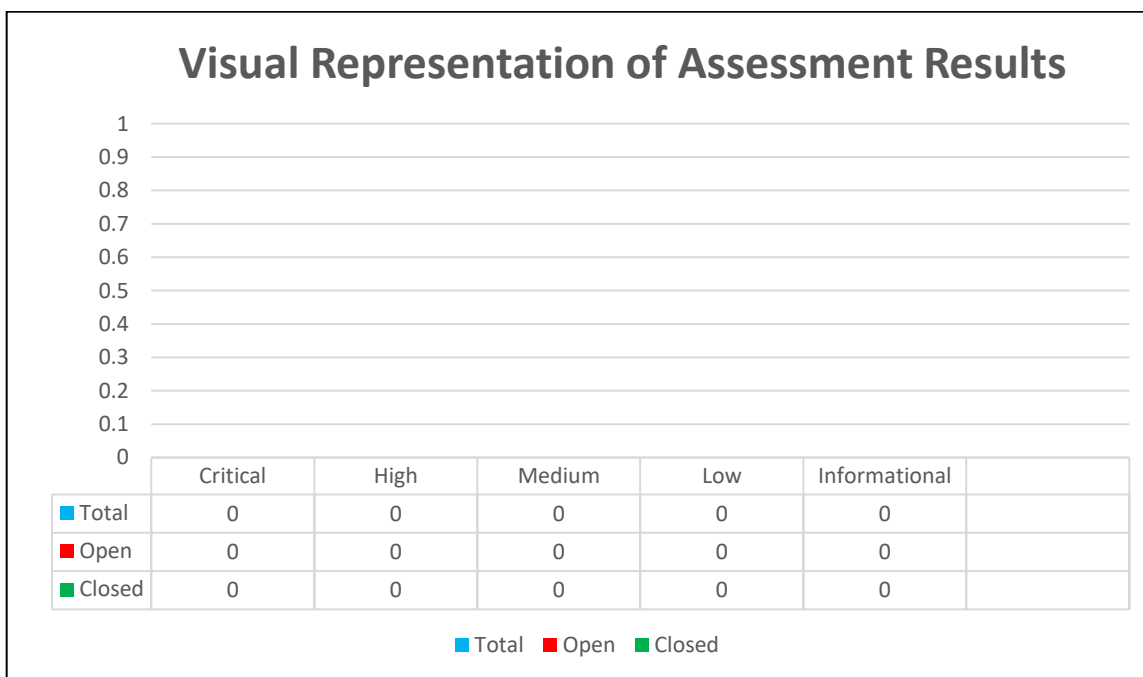 Visual Representation of Assessment Results
1
0.9
0.8
0.7
0.6
0.5
0.4
0.3
0.2
0.1
0
Critical High Medium Low Informational
Total 0 0 0 0 0
Open 0 0 0 0 0
Closed 0 0 0 0 0
Total Open Closed